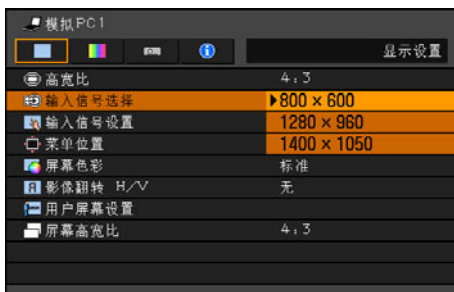 模拟PC1
显示设置
高宽比 4:3
输入信号选择 ▶800 × 600
输入信号设置 1280 × 960
菜单位置 1400 × 1050
屏幕色彩 标准
影像翻转 H/V 无
用户屏幕设置
屏幕高宽比 4:3